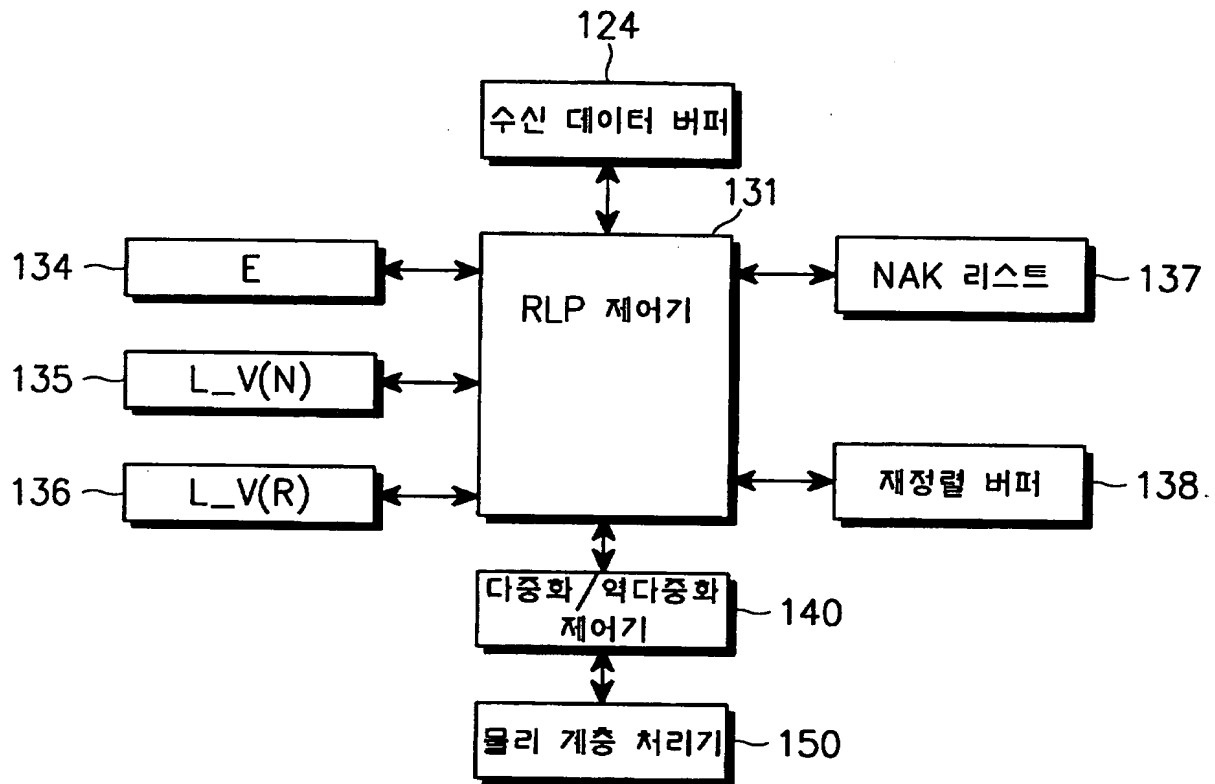 124
수신 데이터 버퍼
131
134
E
RLP 제어기
NAK 리스트
137
135
L_V(N)
136
L_V(R)
재정렬 버퍼
138
다중화/역다중화
제어기
140
물리 계층 처리기
150